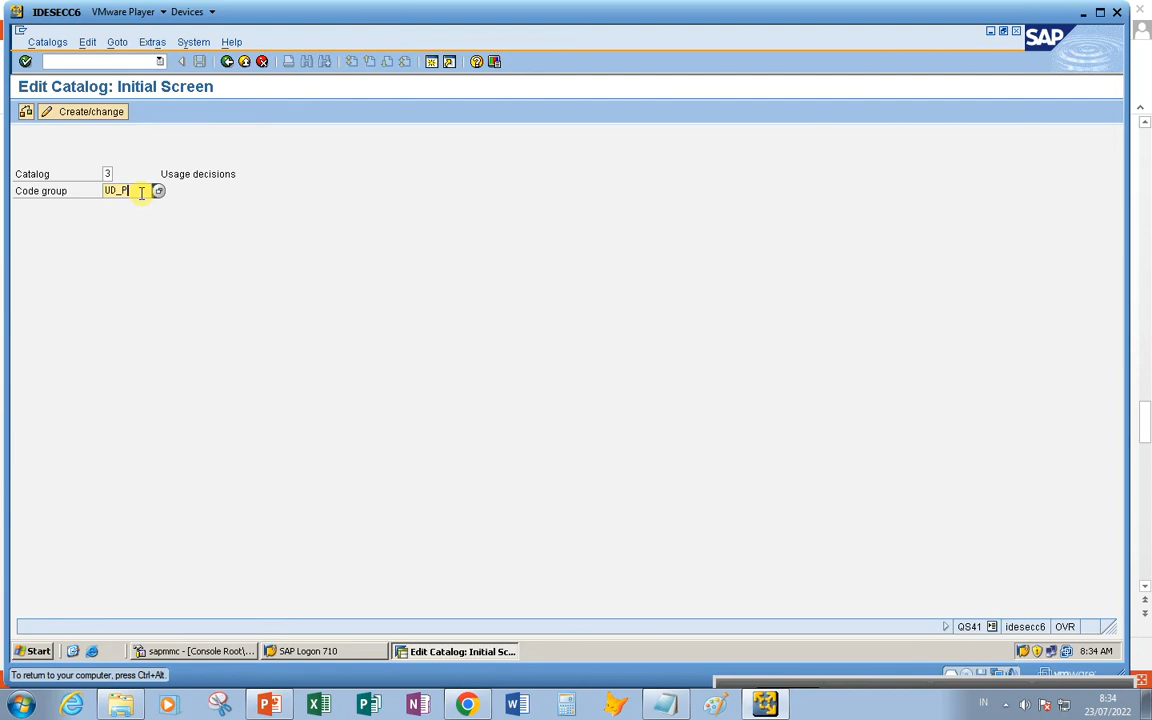 IDESECC6 VMware Player Devices
SAP
Catalogs Edit Goto Extras System Help
Edit Catalog: Initial Screen
Create/change
Catalog 3 Usage decisions
Code group UD_P
QS41 idesecc6 OVR
Start sapmmc - [Console Root\... SAP Logon 710 Edit Catalog: Initial Sc... 8:34 AM
To return to your computer, press Ctrl+Alt. vmware
IN 8:34
23/07/2022